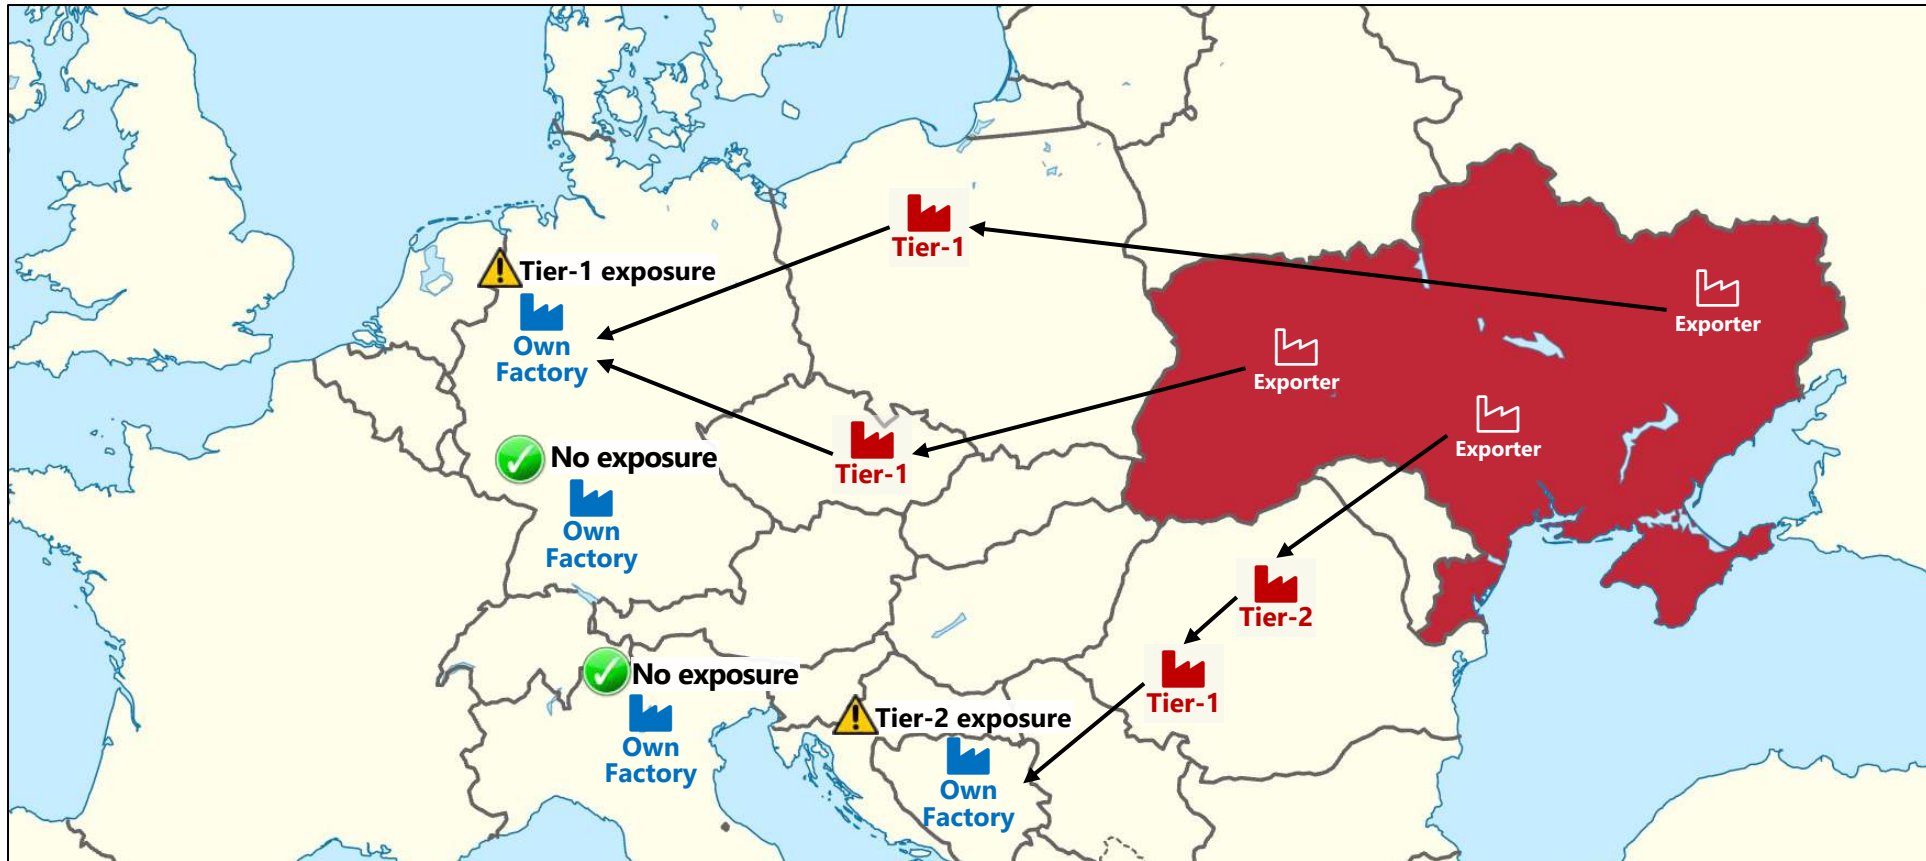 Tier-1
Tier-1 exposure
Exporter
Own
Factory
Exporter
Exporter
No exposure
Tier-1
Own
Factory
Tier-2
No exposure
Tier-1
Tier-2 exposure
Own
Factory
Own
Factory